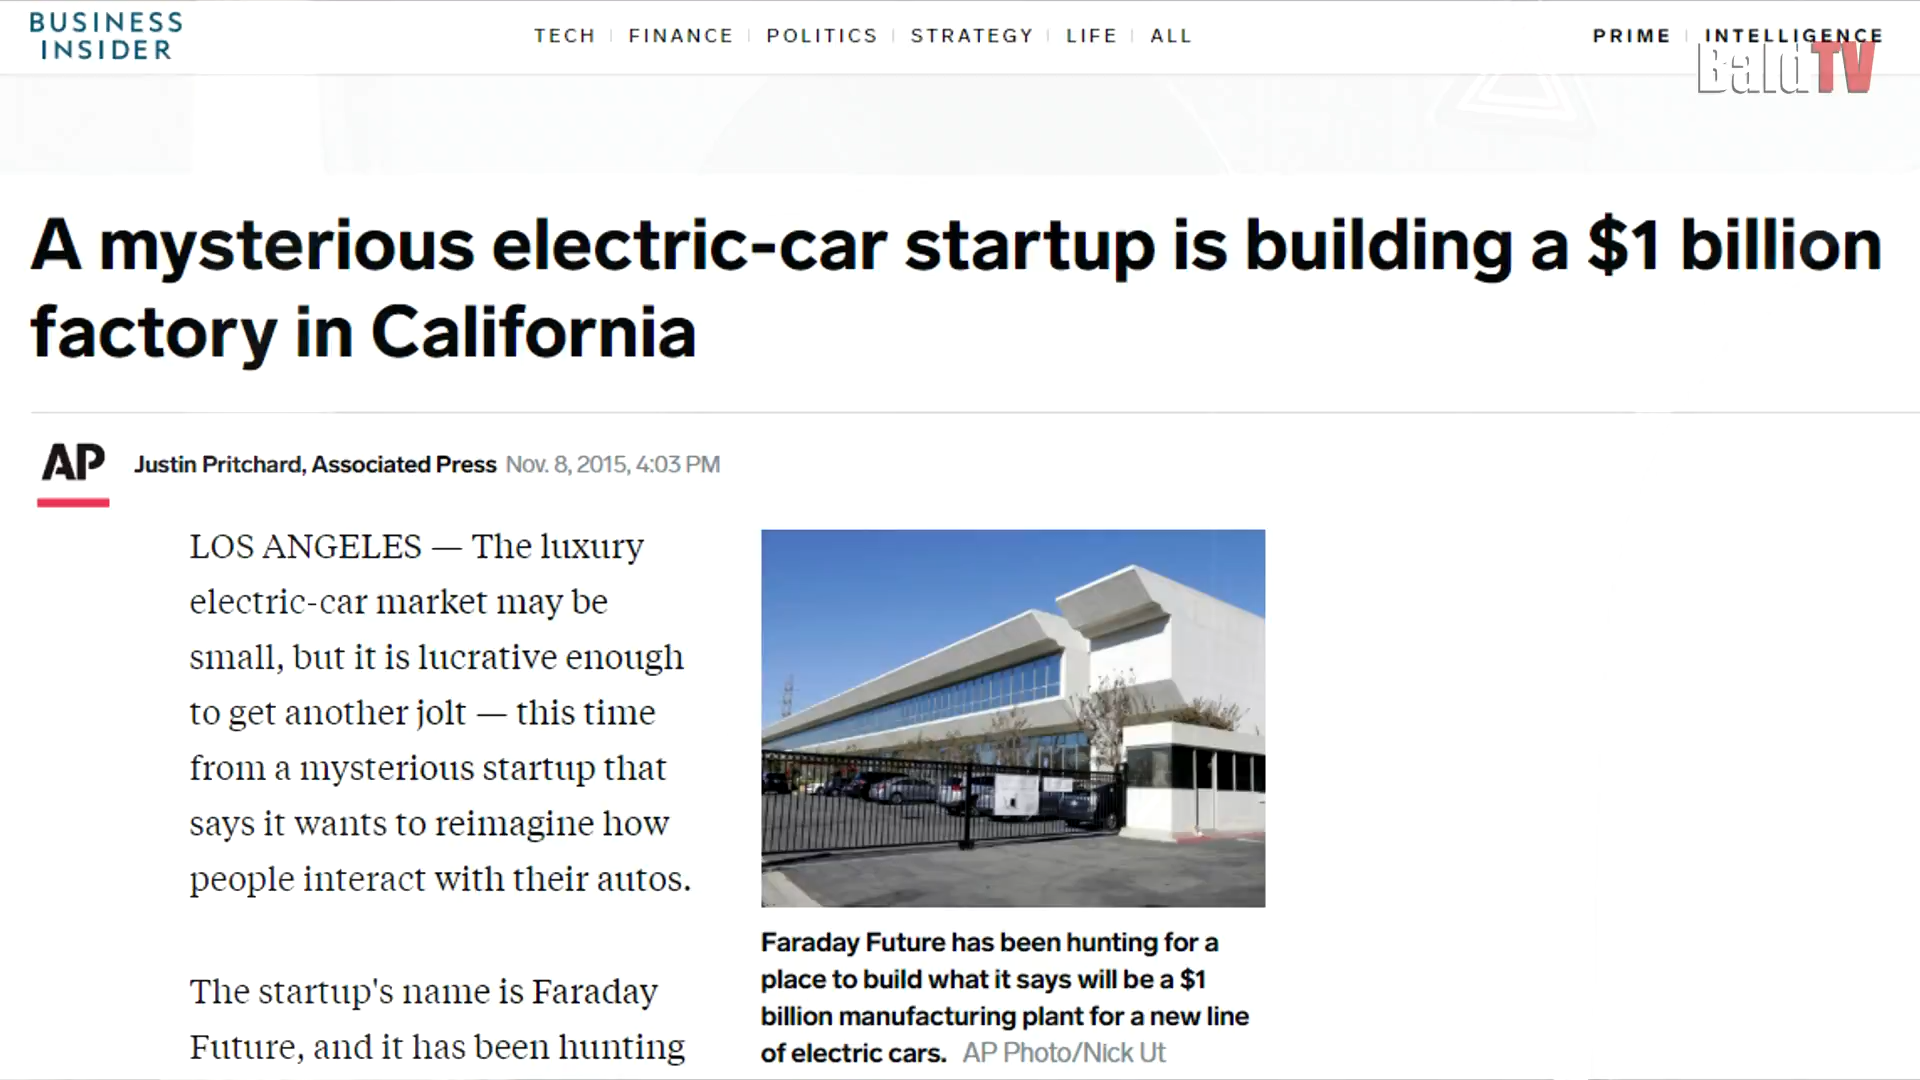 BUSINESS
INSIDER
TECH
FINANCE
POLITICS
STRATEGY
LIFE
ALL
PRIME
INTELLIGENCE
BaldTV
A mysterious electric-car startup is building a $1 billion
factory in California
AP
Justin Pritchard, Associated Press Nov. 8, 2015, 4:03 PM
LOS ANGELES — The luxury
electric-car market may be
small, but it is lucrative enough
to get another jolt — this time
from a mysterious startup that
says it wants to reimagine how
people interact with their autos.
The startup's name is Faraday
Future, and it has been hunting
Faraday Future has been hunting for a
place to build what it says will be a $1
billion manufacturing plant for a new line
of electric cars. AP Photo/Nick Ut